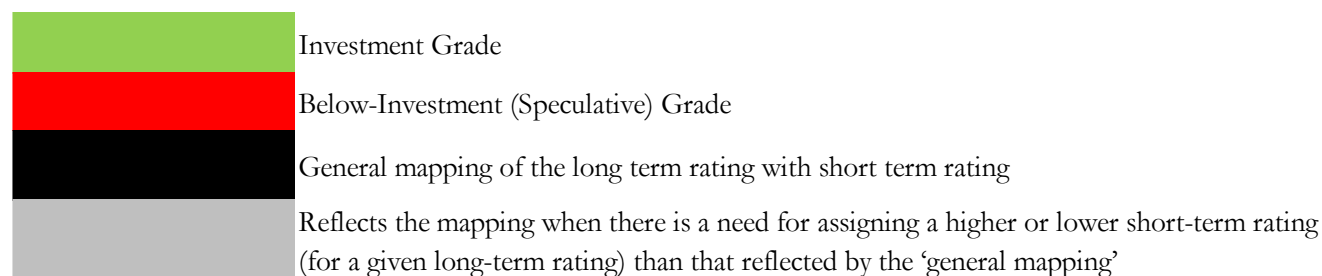 Investment Grade
Below-Investment (Speculative) Grade
General mapping of the long term rating with short term rating
Reflects the mapping when there is a need for assigning a higher or lower short-term rating
(for a given long-term rating) than that reflected by the ‘general mapping’